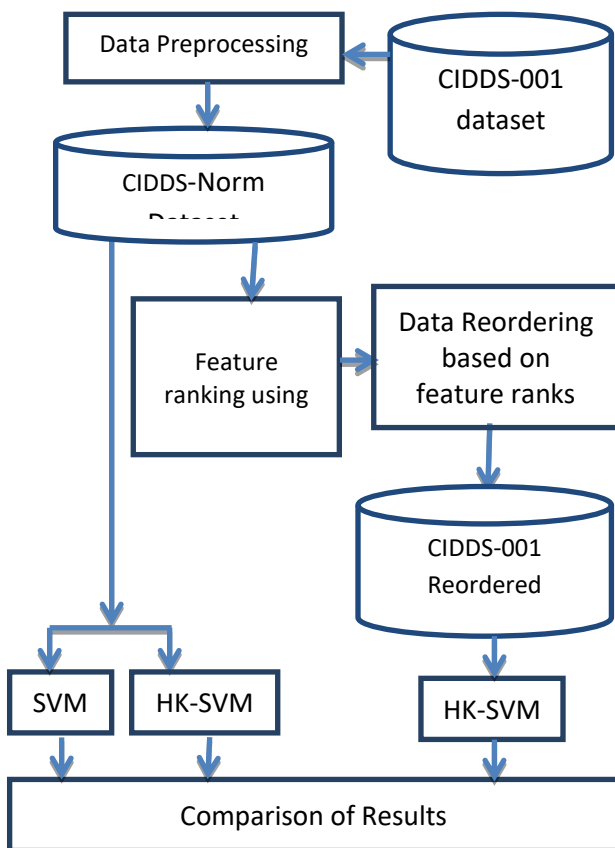 Data Preprocessing
CIDDS-001
dataset
CIDDS-Norm
Dataset
Feature
ranking using
Data Reordering
based on
feature ranks
CIDDS-001
Reordered
SVM
HK-SVM
HK-SVM
Comparison of Results